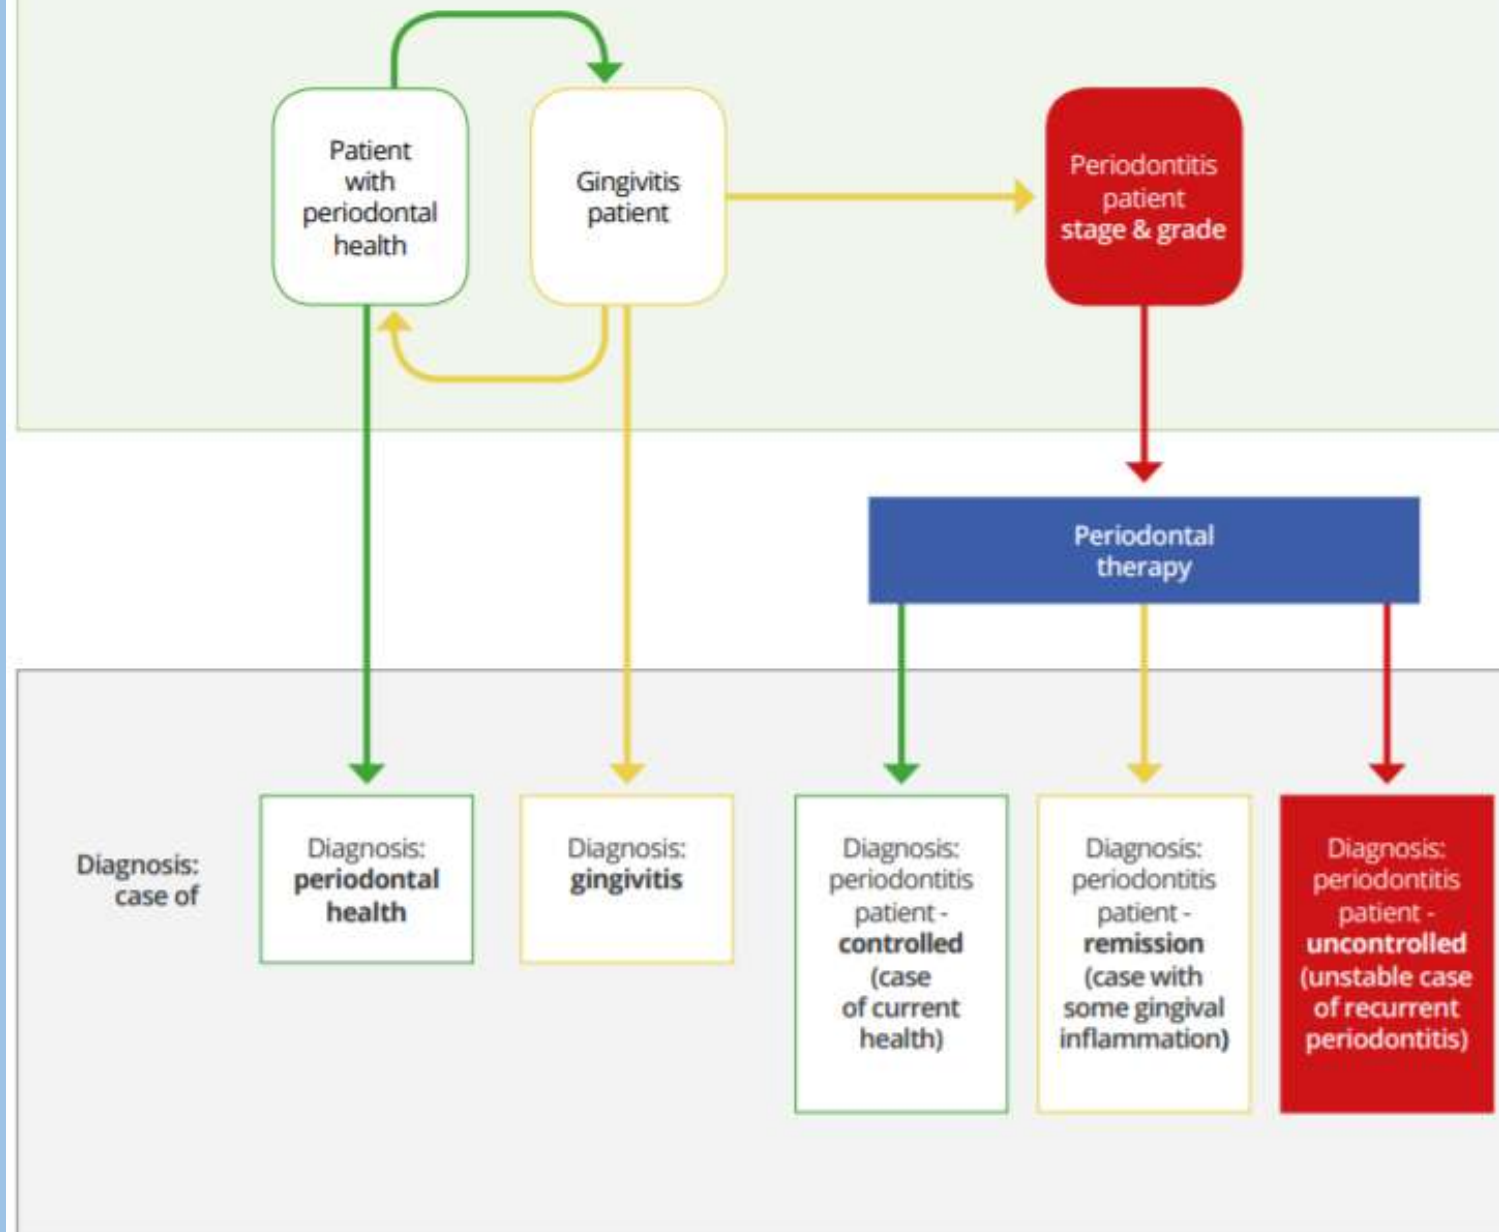 Patient
with
periodontal
health
Gingivitis
patient
Periodontitis
patient
stage & grade
Periodontal
therapy
Diagnosis:
case of
Diagnosis:
periodontal
health
Diagnosis:
gingivitis
Diagnosis:
periodontitis
patient -
controlled
(case
of current
health)
Diagnosis:
periodontitis
patient -
remission
(case with
some gingival
inflammation)
Diagnosis:
periodontitis
patient -
uncontrolled
(unstable case
of recurrent
periodontitis)